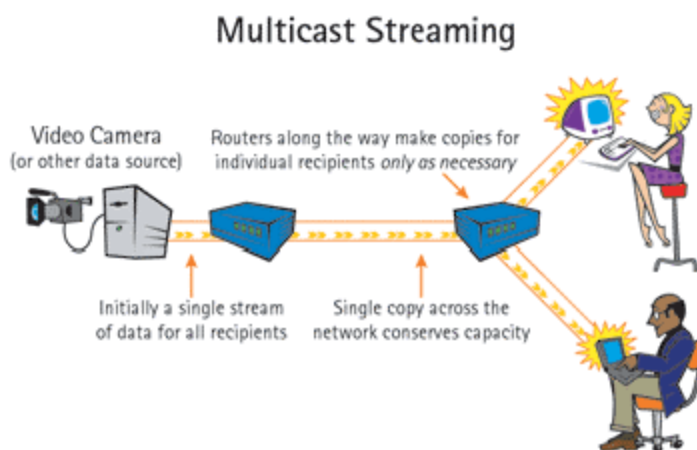 Multicast Streaming
Video Camera
(or other data source)
Routers along the way make copies for
individual recipients only as necessary
Initially a single stream
of data for all recipients
Single copy across the
network conserves capacity